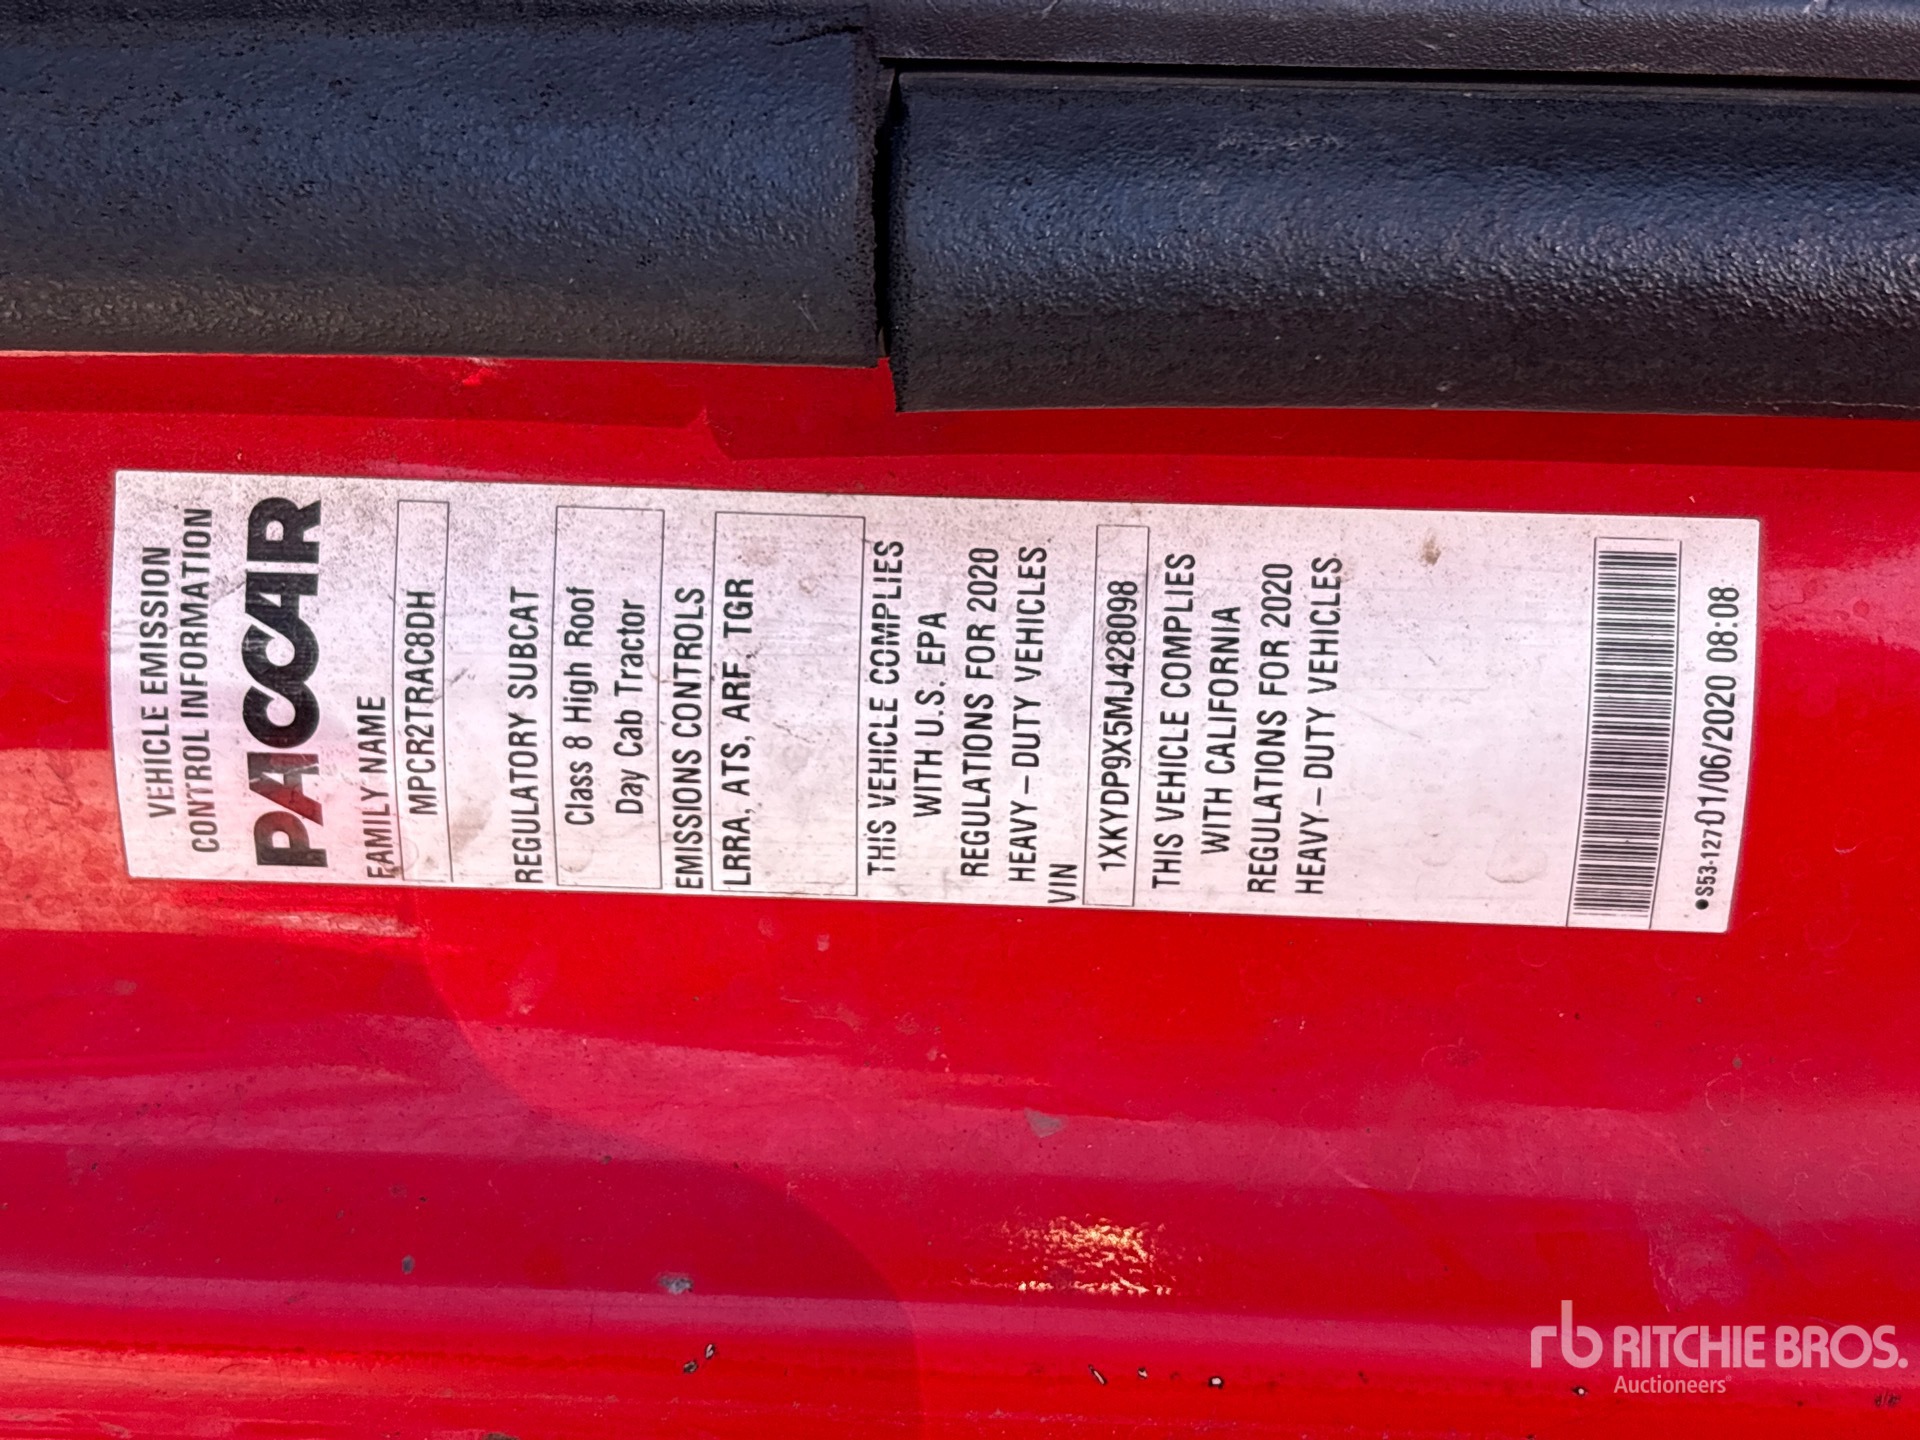 VEHICLE EMISSION
CONTROL INFORMATION
PACCAR
FAMILY NAME
MPCR2TRAC8DH
REGULATORY SUBCAT
Class 8 High Roof
Day Cab Tractor
EMISSIONS CONTROLS
LRRA, ATS, ARF, TGR
THIS VEHICLE COMPLIES
WITH U.S. EPA
REGULATIONS FOR 2020
HEAVY – DUTY VEHICLES
VIN
1XKYDP9X5MJ428098
THIS VEHICLE COMPLIES
WITH CALIFORNIA
REGULATIONS FOR 2020
HEAVY – DUTY VEHICLES
•S53-12701/06/2020 08:08
rb RITCHIE BROS.
Auctioneers